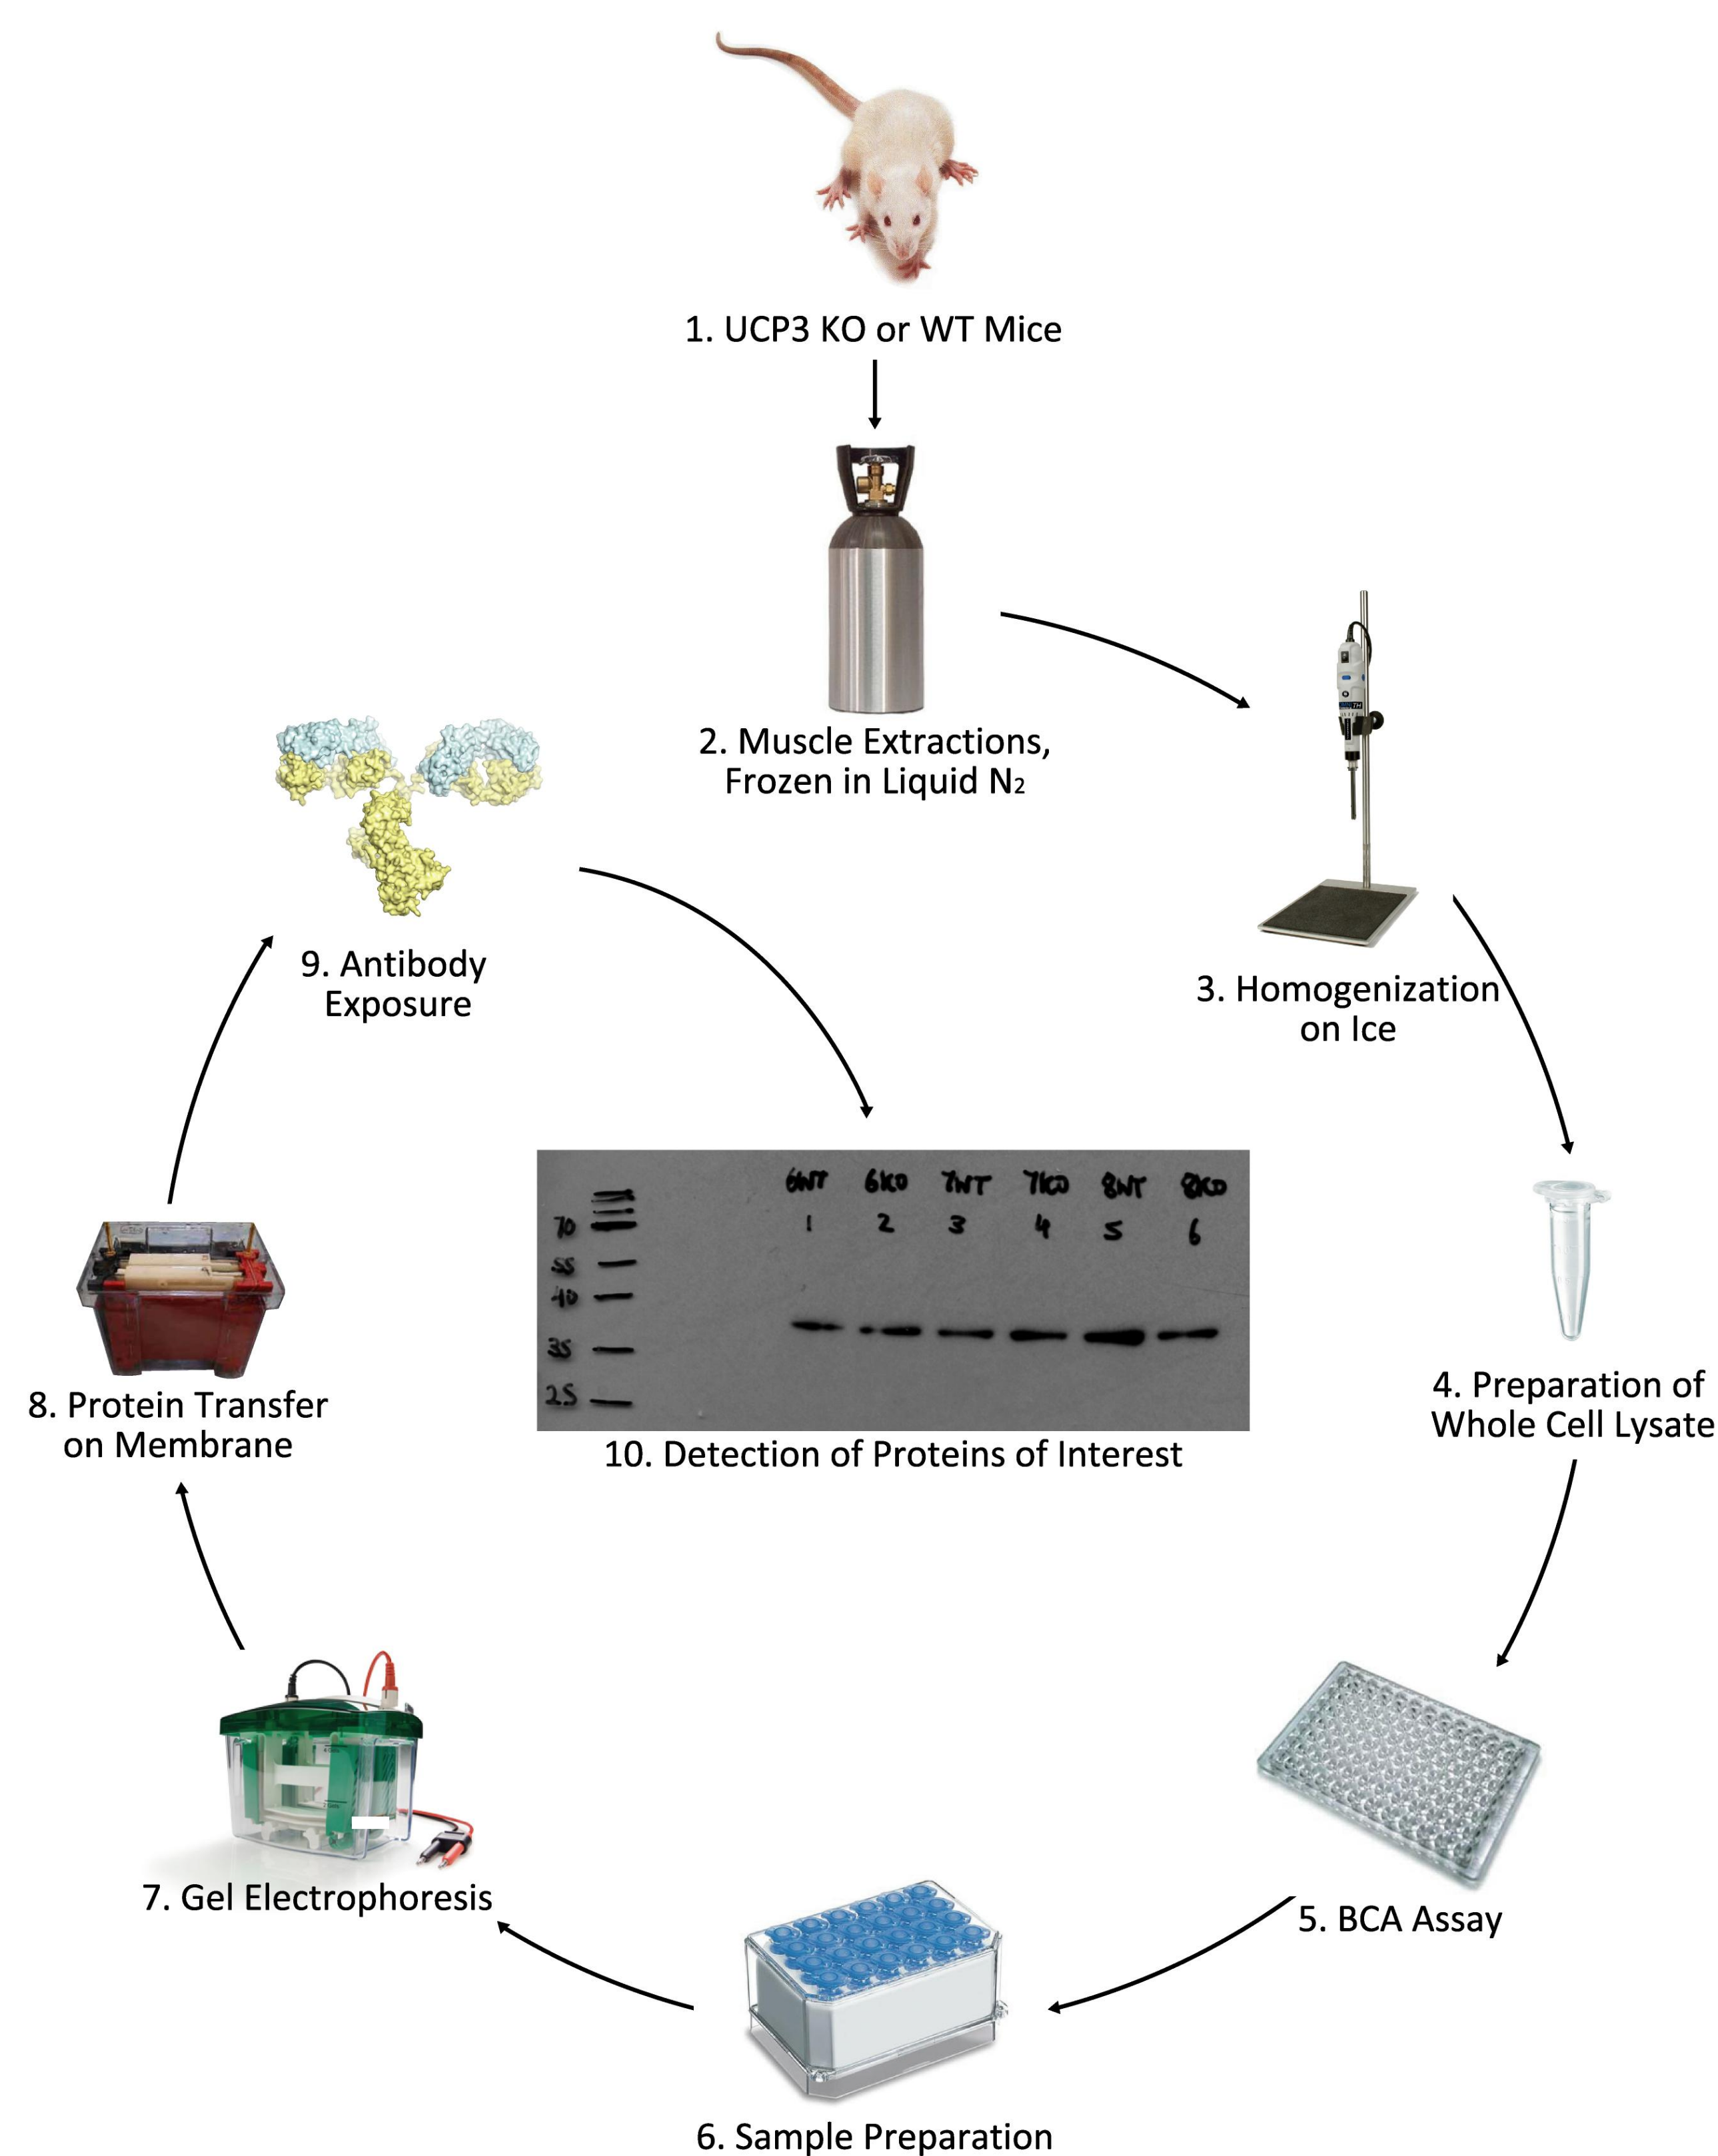 1. UCP3 KO or WT Mice
2. Muscle Extractions,
Frozen in Liquid N₂
3. Homogenization
on Ice
4. Preparation of
Whole Cell Lysate
5. BCA Assay
6. Sample Preparation
7. Gel Electrophoresis
8. Protein Transfer
on Membrane
9. Antibody
Exposure
6WT 6KO 7WT 7KO 8WT 8KO
1 2 3 4 5 6
70
55
40
35
25
10. Detection of Proteins of Interest